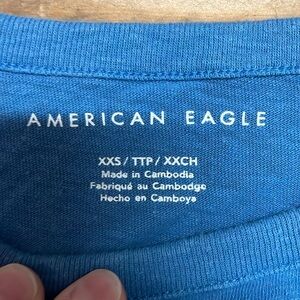 AMERICAN EAGLE
XXS / TTP / XXCH
Made in Cambodia
Fabriqué au Cambodge
Hecho en Camboya